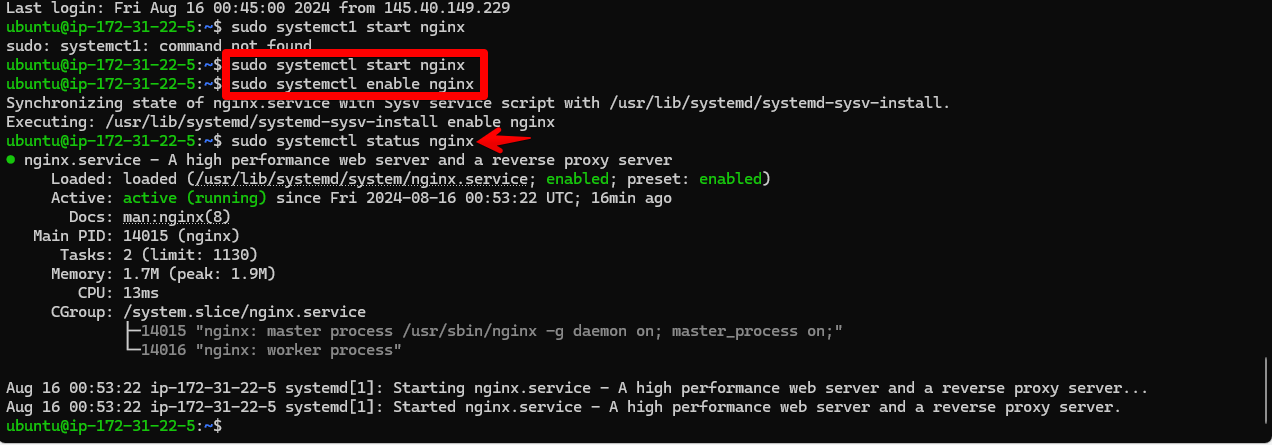 Last login: Fri Aug 16 00:45:00 2024 from 145.40.149.229
ubuntu@ip-172-31-22-5:~$ sudo systemct1 start nginx
sudo: systemct1: command not found
ubuntu@ip-172-31-22-5:~$ sudo systemctl start nginx
ubuntu@ip-172-31-22-5:~$ sudo systemctl enable nginx
Synchronizing state of nginx.service with SysV service script with /usr/lib/systemd/systemd-sysv-install.
Executing: /usr/lib/systemd/systemd-sysv-install enable nginx
ubuntu@ip-172-31-22-5:~$ sudo systemctl status nginx
● nginx.service - A high performance web server and a reverse proxy server
Loaded: loaded (/usr/lib/systemd/system/nginx.service; enabled; preset: enabled)
Active: active (running) since Fri 2024-08-16 00:53:22 UTC; 16min ago
Docs: man:nginx(8)
Main PID: 14015 (nginx)
Tasks: 2 (limit: 1130)
Memory: 1.7M (peak: 1.9M)
CPU: 13ms
CGroup: /system.slice/nginx.service
├─14015 "nginx: master process /usr/sbin/nginx -g daemon on; master_process on;"
└─14016 "nginx: worker process"
Aug 16 00:53:22 ip-172-31-22-5 systemd[1]: Starting nginx.service - A high performance web server and a reverse proxy server...
Aug 16 00:53:22 ip-172-31-22-5 systemd[1]: Started nginx.service - A high performance web server and a reverse proxy server.
ubuntu@ip-172-31-22-5:~$